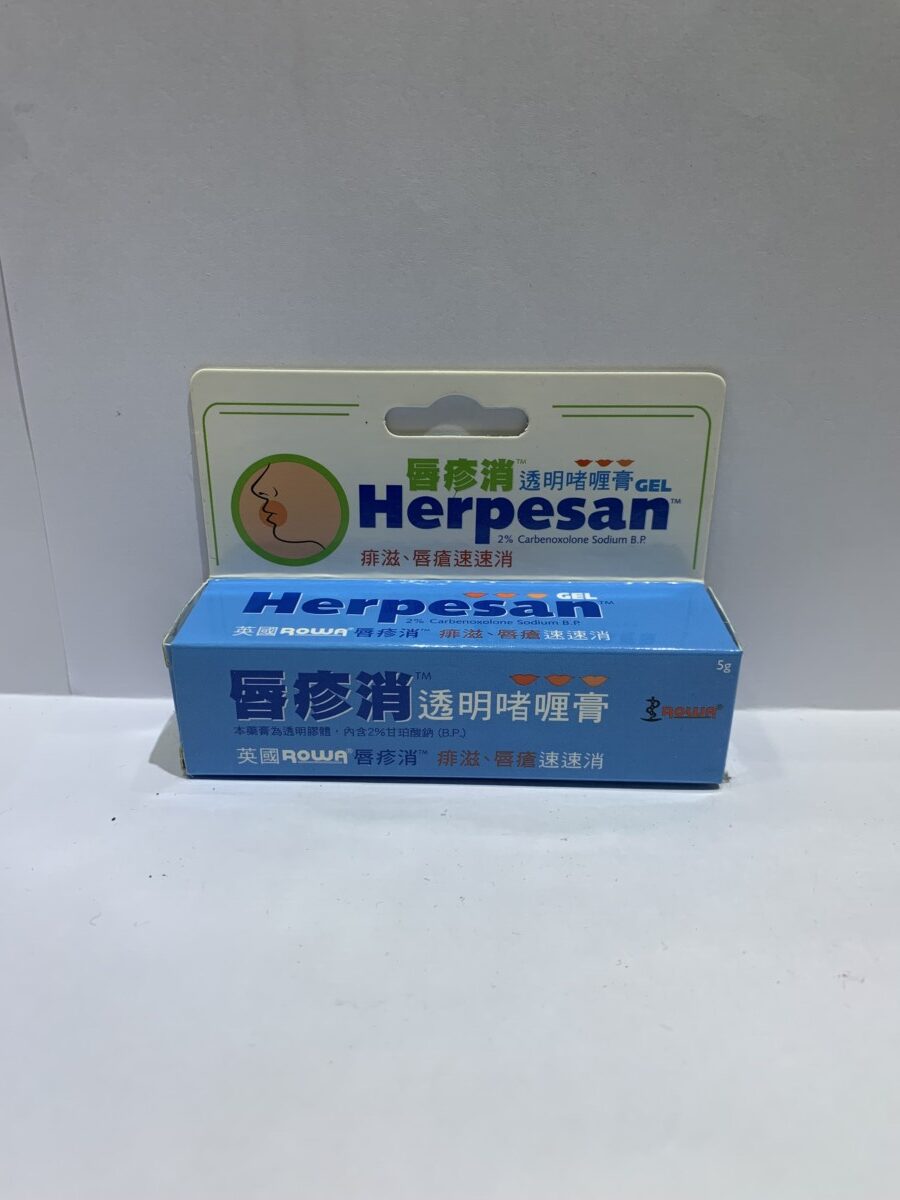 唇疹消™ 透明啫喱膏 GEL
Herpesan™
2% Carbenoxolone Sodium B.P.
痱滋、唇瘡速速消
Herpesan™ GEL
2% Carbenoxolone Sodium B.P.
英國ROWA®唇疹消™ 痱滋、唇瘡速速消
5g
唇疹消™透明啫喱膏 ROWA®
本藥膏為透明膠體,內含2%甘珀酸鈉 (B.P.)
英國ROWA®唇疹消™ 痱滋、唇瘡速速消